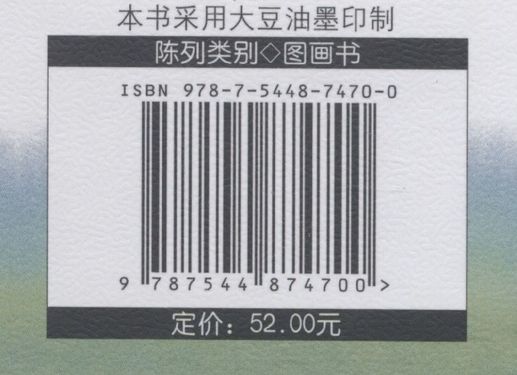 本书采用大豆油墨印制
陈列类别◇图画书
ISBN 978-7-5448-7470-0
9 787544 874700 >
定价：52.00元